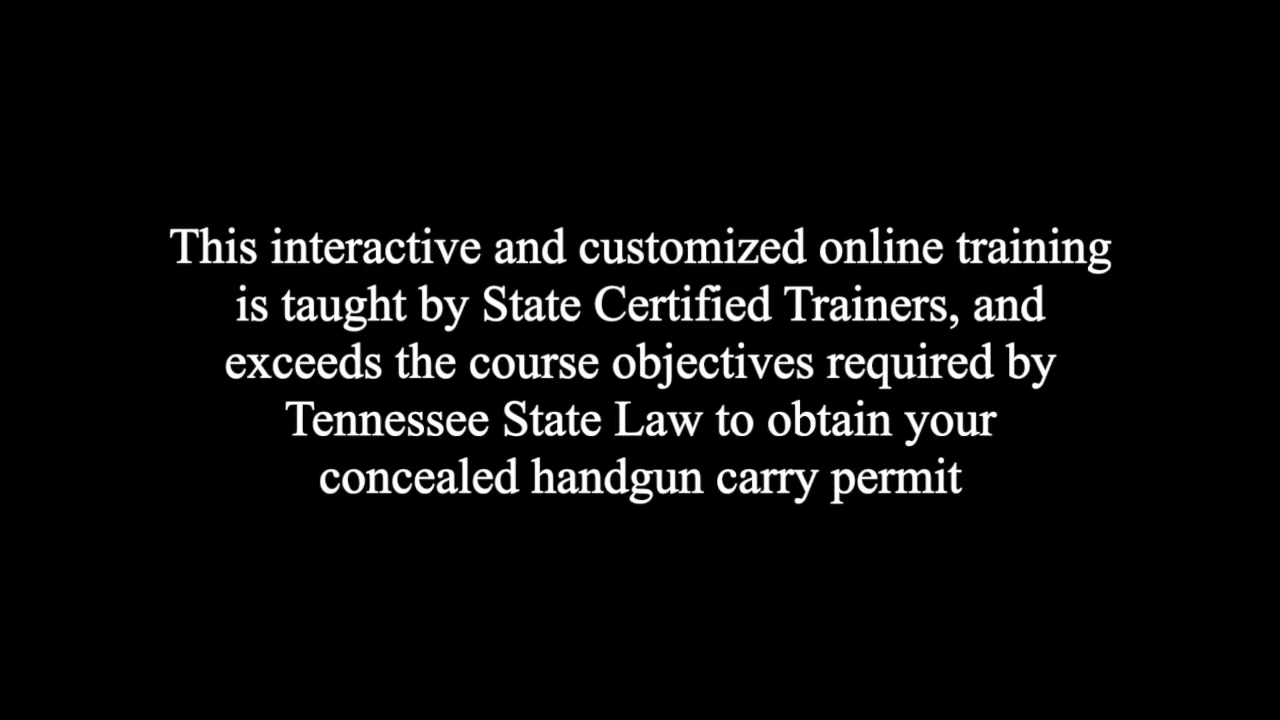 This interactive and customized online training
is taught by State Certified Trainers, and
exceeds the course objectives required by
Tennessee State Law to obtain your
concealed handgun carry permit